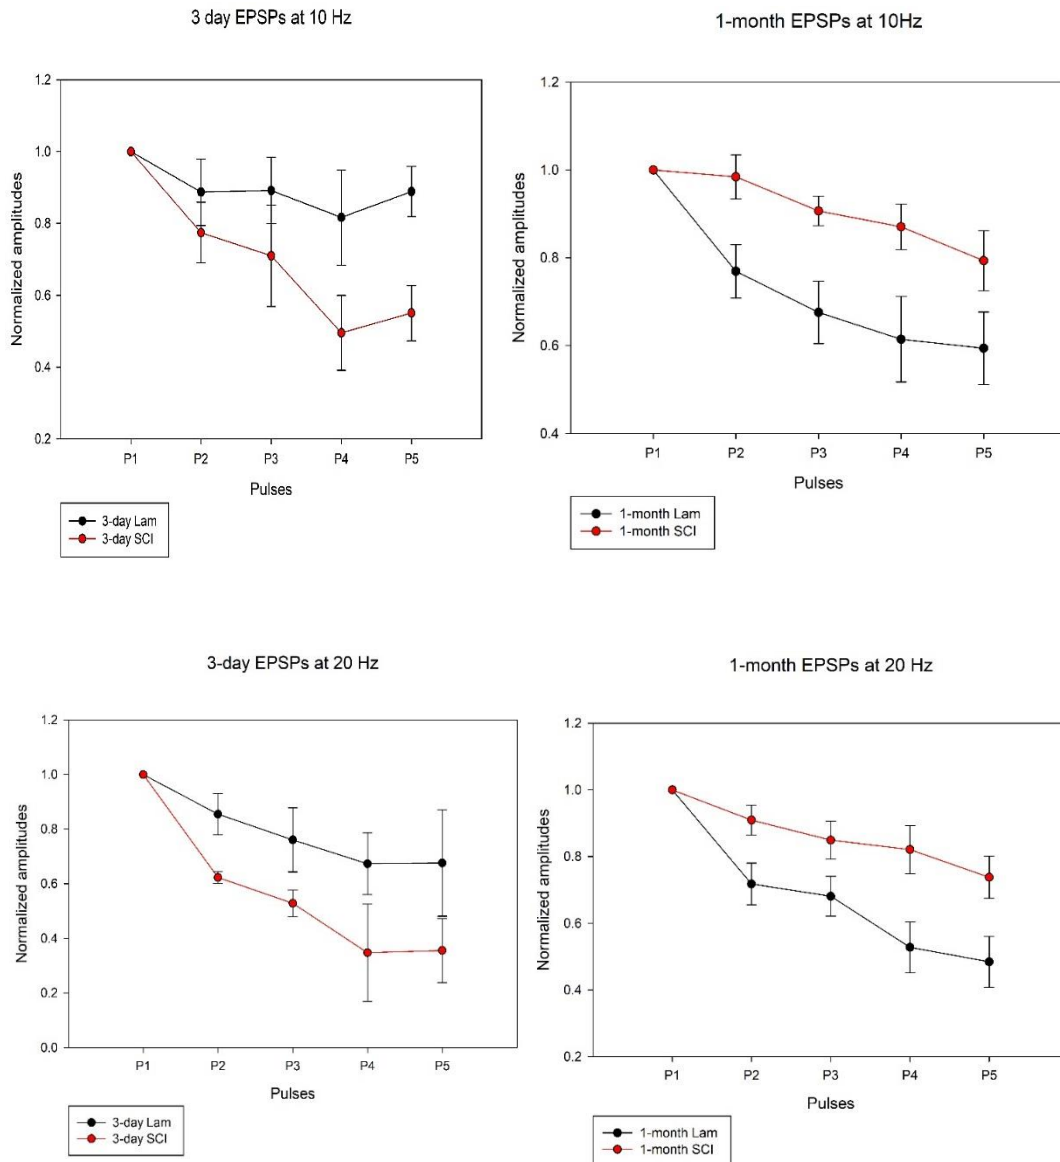 3 day EPSPs at 10 Hz
Normalized amplitudes
1.2
1.0
0.8
0.6
0.4
0.2
P1 P2 P3 P4 P5
Pulses
3-day Lam
3-day SCI
1-month EPSPs at 10Hz
Normalized amplitudes
1.2
1.0
0.8
0.6
0.4
P1 P2 P3 P4 P5
Pulses
1-month Lam
1-month SCI
3-day EPSPs at 20 Hz
Normalized amplitudes
1.2
1.0
0.8
0.6
0.4
0.2
0.0
P1 P2 P3 P4 P5
Pulses
3-day Lam
3-day SCI
1-month EPSPs at 20 Hz
Normalized amplitudes
1.2
1.0
0.8
0.6
0.4
0.2
P1 P2 P3 P4 P5
Pulses
1-month Lam
1-month SCI